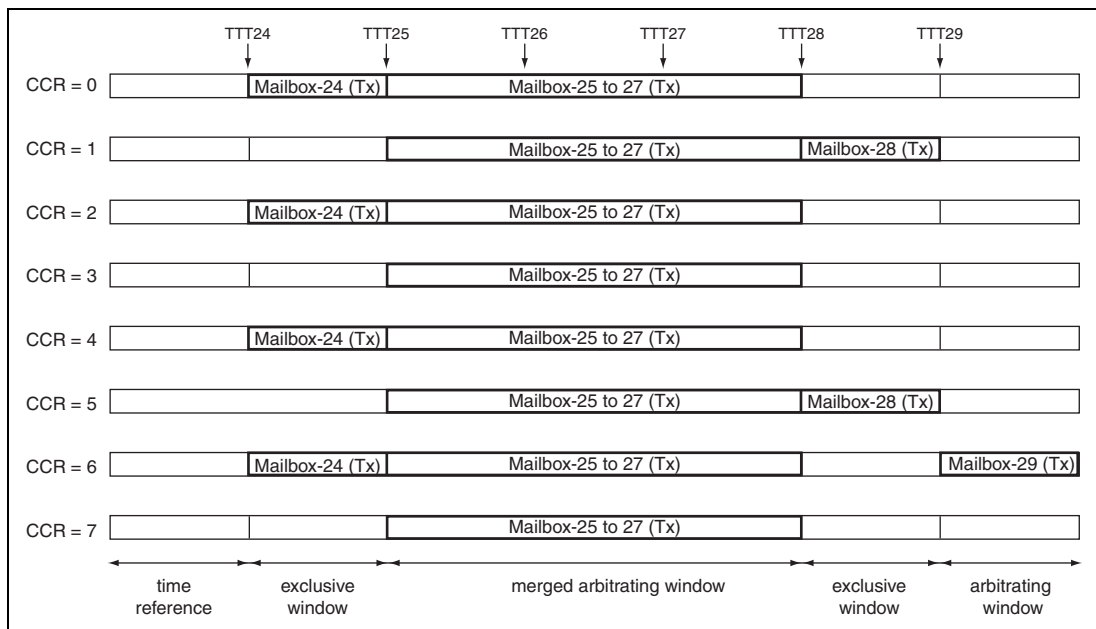 TTT24 TTT25 TTT26 TTT27 TTT28 TTT29
CCR = 0 Mailbox-24 (Tx) Mailbox-25 to 27 (Tx)
CCR = 1 Mailbox-25 to 27 (Tx) Mailbox-28 (Tx)
CCR = 2 Mailbox-24 (Tx) Mailbox-25 to 27 (Tx)
CCR = 3 Mailbox-25 to 27 (Tx)
CCR = 4 Mailbox-24 (Tx) Mailbox-25 to 27 (Tx)
CCR = 5 Mailbox-25 to 27 (Tx) Mailbox-28 (Tx)
CCR = 6 Mailbox-24 (Tx) Mailbox-25 to 27 (Tx) Mailbox-29 (Tx)
CCR = 7 Mailbox-25 to 27 (Tx)
time exclusive merged arbitrating window exclusive arbitrating
reference window window window